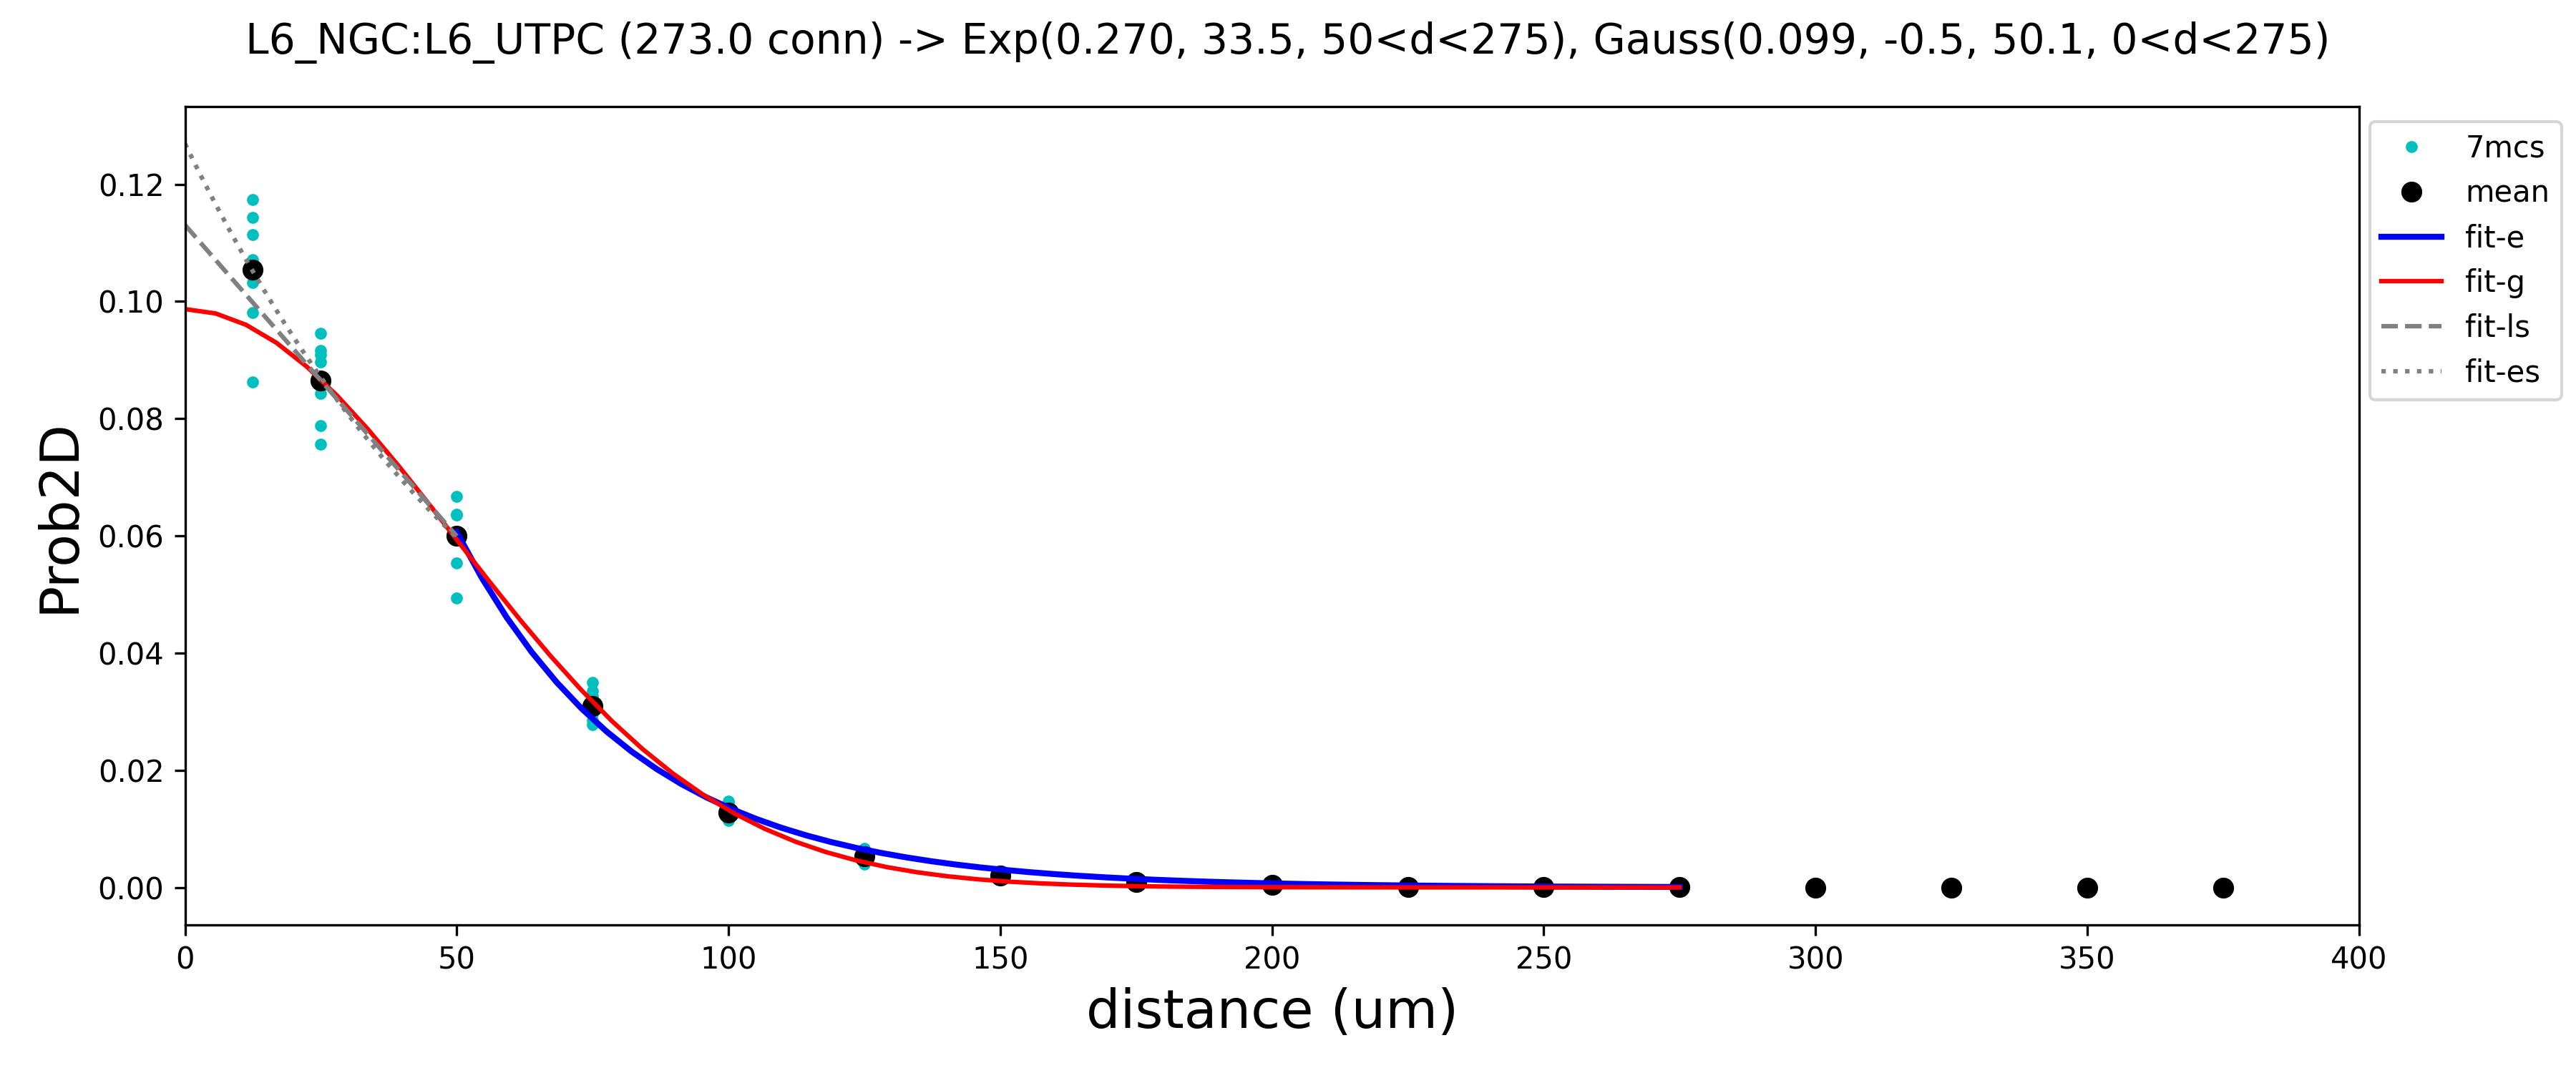 L6_NGC:L6_UTPC (273.0 conn) -> Exp(0.270, 33.5, 50<d<275), Gauss(0.099, -0.5, 50.1, 0<d<275)
7mcs
mean
fit-e
fit-g
fit-ls
fit-es
Prob2D
0.12
0.10
0.08
0.06
0.04
0.02
0.00
0 50 100 150 200 250 300 350 400
distance (um)